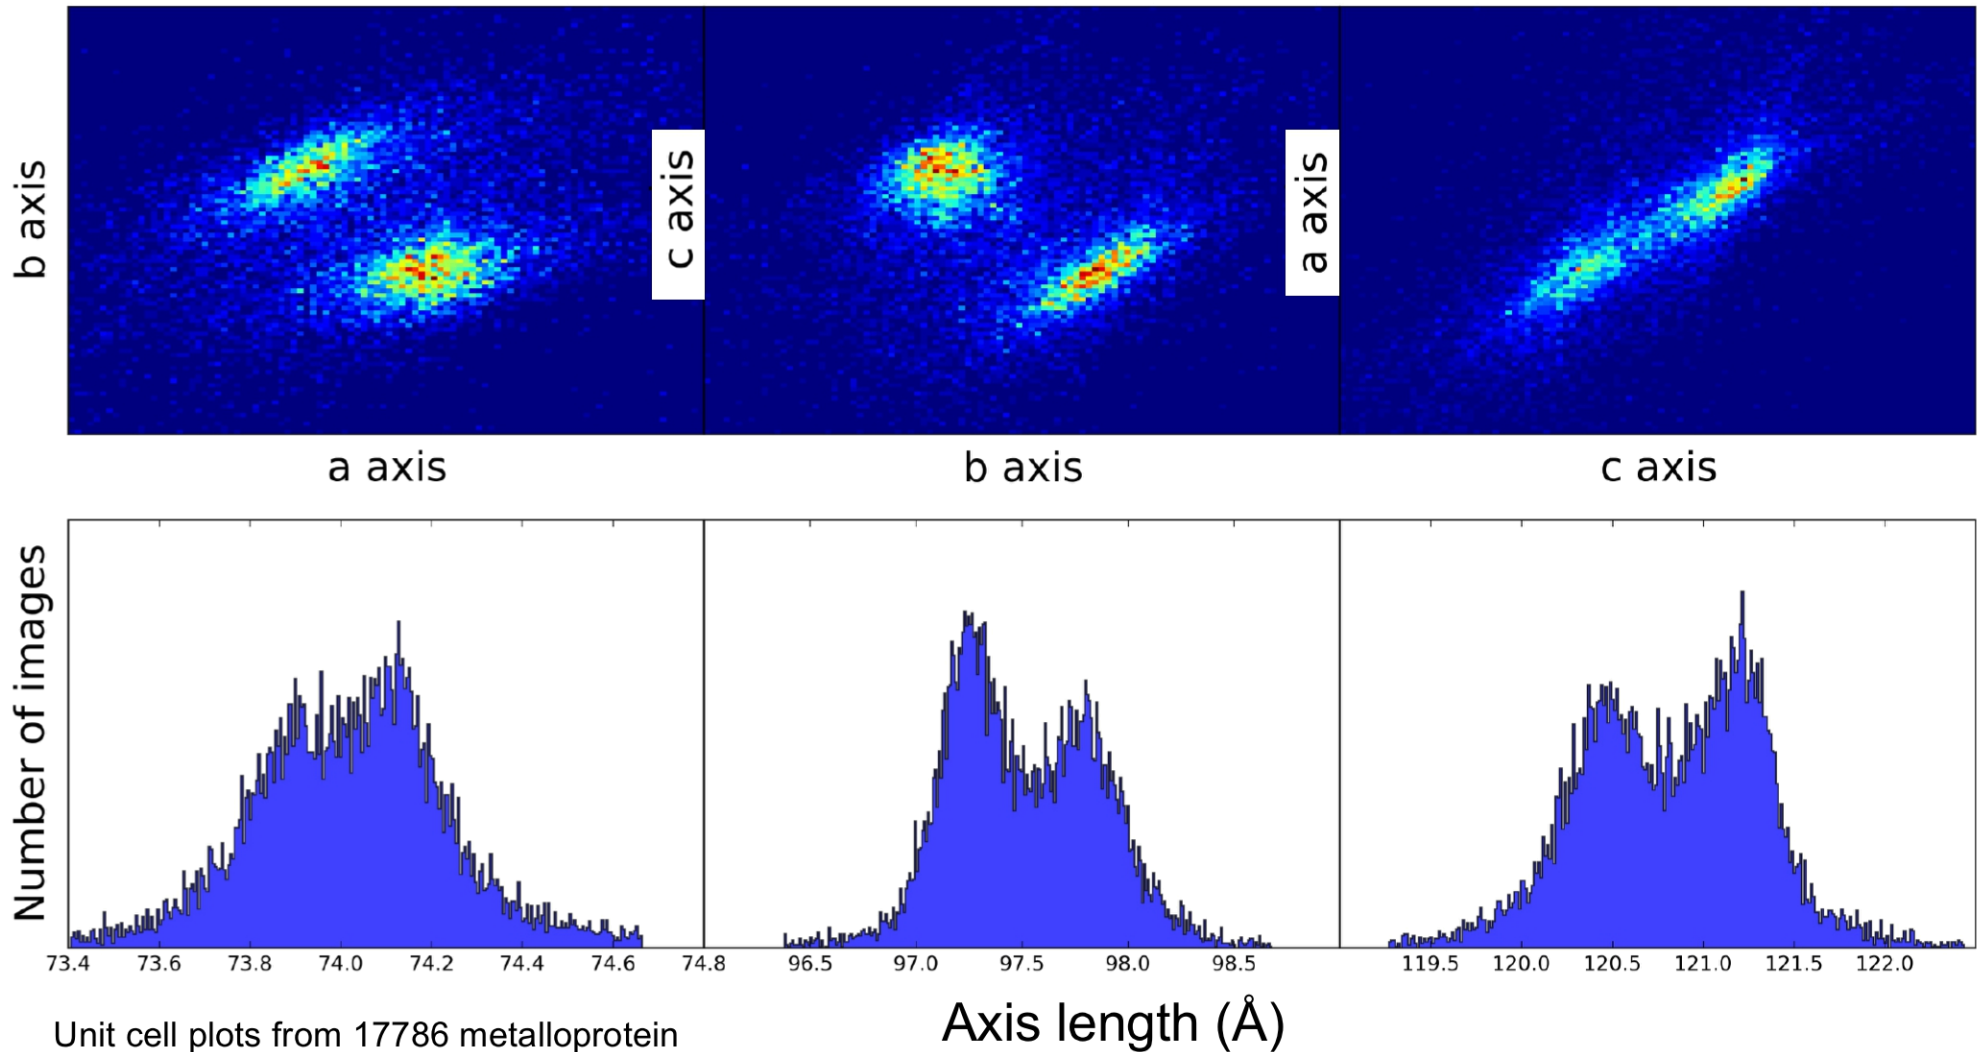 b axis
c axis
a axis
a axis
b axis
c axis
Number of images
73.4 73.6 73.8 74.0 74.2 74.4 74.6 74.8 96.5 97.0 97.5 98.0 98.5 119.5 120.0 120.5 121.0 121.5 122.0
Axis length (Å)
Unit cell plots from 17786 metalloprotein